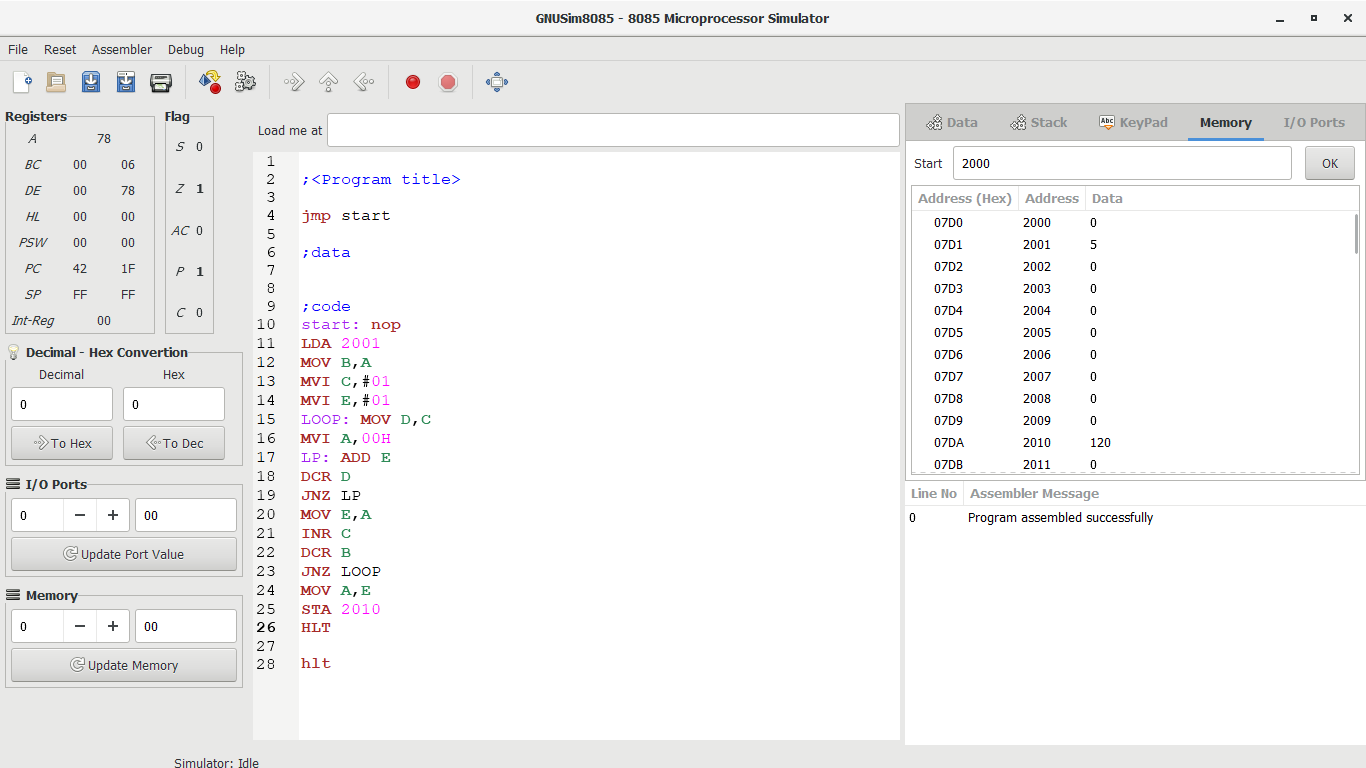 GNUSim8085 - 8085 Microprocessor Simulator
File Reset Assembler Debug Help
Registers
A 78
BC 00 06
DE 00 78
HL 00 00
PSW 00 00
PC 42 1F
SP FF FF
Int-Reg 00
Flag
S 0
Z 1
AC 0
P 1
C 0
Decimal - Hex Convertion
Decimal Hex
0 0
To Hex To Dec
I/O Ports
0 00
Update Port Value
Memory
0 00
Update Memory
Load me at
1
2 ;<Program title>
3
4 jmp start
5
6 ;data
7
8
9 ;code
10 start: nop
11 LDA 2001
12 MOV B,A
13 MVI C,#01
14 MVI E,#01
15 LOOP: MOV D,C
16 MVI A,00H
17 LP: ADD E
18 DCR D
19 JNZ LP
20 MOV E,A
21 INR C
22 DCR B
23 JNZ LOOP
24 MOV A,E
25 STA 2010
26 HLT
27
28 hlt
Data Stack Abc KeyPad Memory I/O Ports
Start 2000 OK
Address (Hex) Address Data
07D0 2000 0
07D1 2001 5
07D2 2002 0
07D3 2003 0
07D4 2004 0
07D5 2005 0
07D6 2006 0
07D7 2007 0
07D8 2008 0
07D9 2009 0
07DA 2010 120
07DB 2011 0
Line No Assembler Message
0 Program assembled successfully
Simulator: Idle